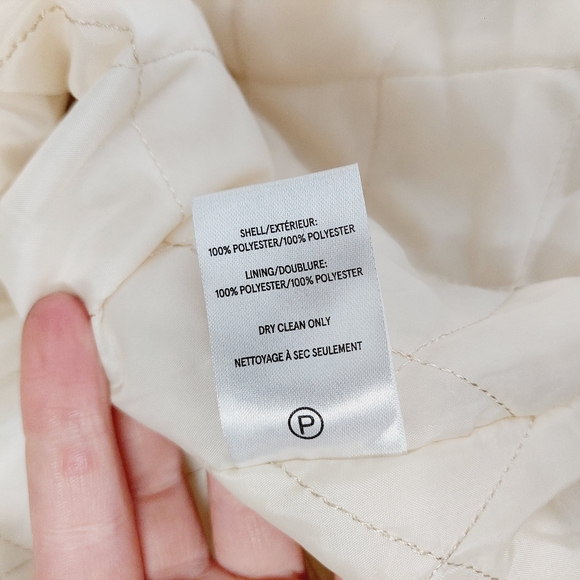 SHELL/EXTÉRIEUR:
100% POLYESTER/100% POLYESTER
LINING/DOUBLURE:
100% POLYESTER/100% POLYESTER
DRY CLEAN ONLY
NETTOYAGE À SEC SEULEMENT
P